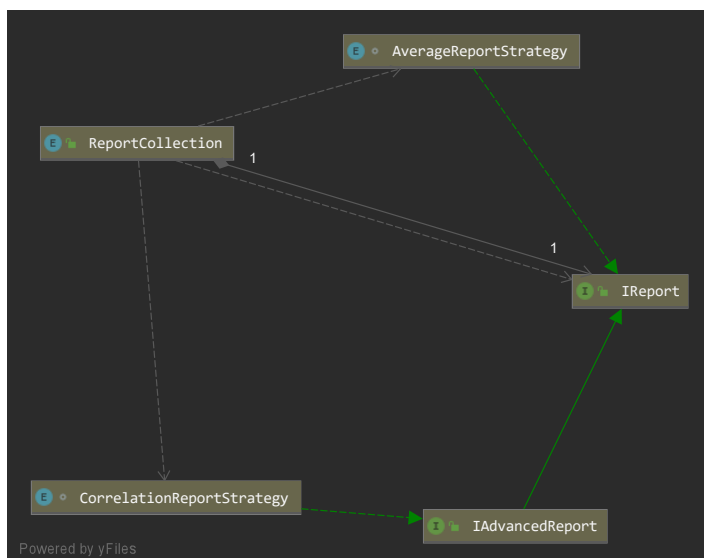 E AverageReportStrategy
E ReportCollection
1
1
I IReport
E CorrelationReportStrategy
I IAdvancedReport
Powered by yFiles